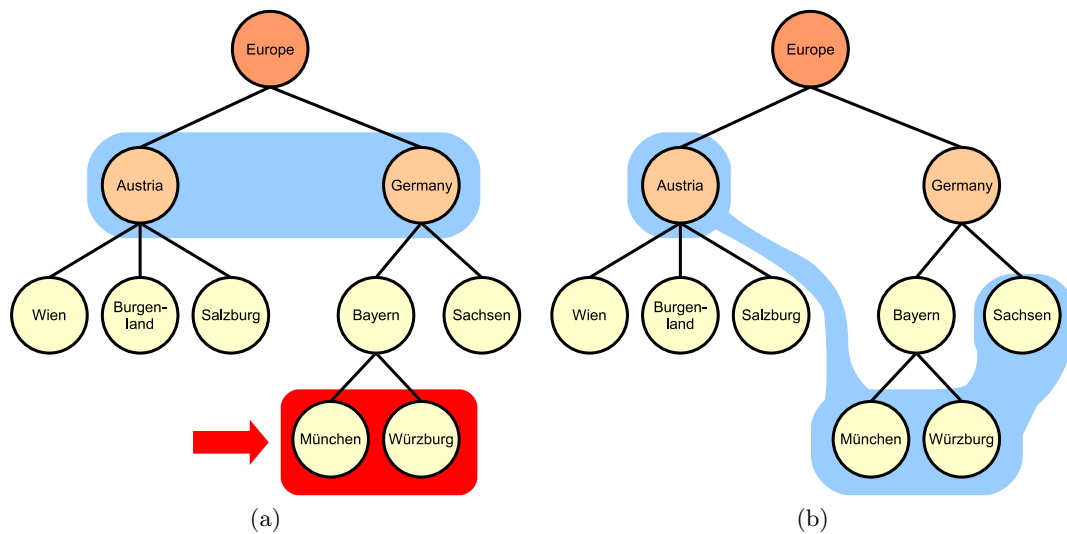 Europe
Austria
Germany
Wien
Burgen-
land
Salzburg
Bayern
Sachsen
München
Würzburg
(a)
Europe
Austria
Germany
Wien
Burgen-
land
Salzburg
Bayern
Sachsen
München
Würzburg
(b)